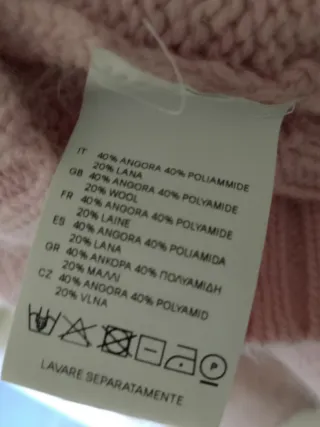 IT 40% ANGORA 40% POLIAMMIDE
20% LANA
GB 40% ANGORA 40% POLYAMIDE
20% WOOL
FR 40% ANGORA 40% POLYAMIDE
20% LAINE
ES 40% ANGORA 40% POLIAMIDA
20% LANA
GR 40% ΑΝΚΟΡΑ 40% ΠΟΛΥΑΜΙΔΗ
20% ΜΑΛΛΙ
CZ 40% ANGORA 40% POLYAMID
20% VLNA
P
LAVARE SEPARATAMENTE